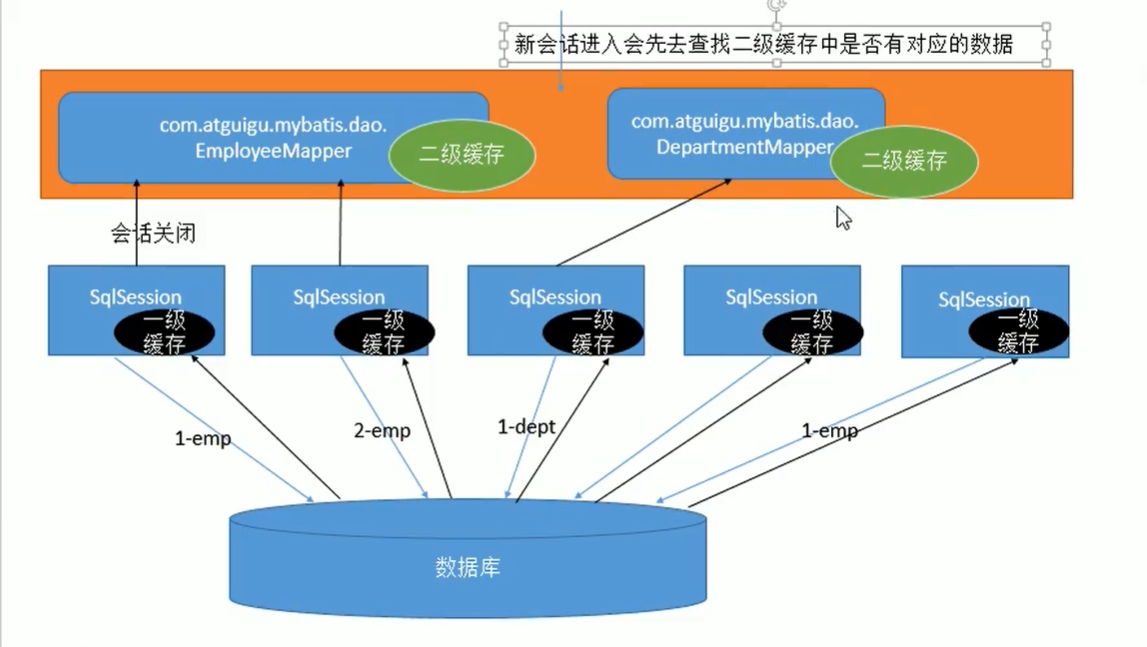 新会话进入会先去查找二级缓存中是否有对应的数据
com.atguigu.mybatis.dao.
EmployeeMapper
二级缓存
com.atguigu.mybatis.dao.
DepartmentMapper
二级缓存
会话关闭
SqlSession
一级
缓存
SqlSession
一级
缓存
SqlSession
一级
缓存
SqlSession
一级
缓存
SqlSession
一级
缓存
1-emp
2-emp
1-dept
1-emp
数据库